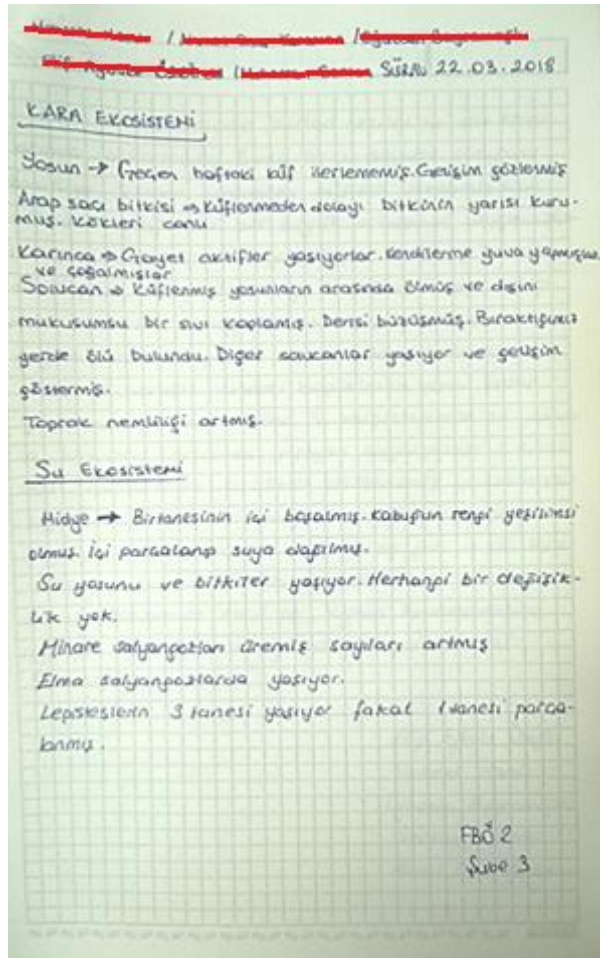 SÜRAL 22.03.2018
KARA EKOSİSTEMİ
Yosun → Geçen haftaki küf ilerlememiş. Gelişim gözlenmiş
Arap saçı bitkisi → Küflenmeden dolayı bitkinin yarısı kuru-
muş. Kökleri canlı
Karınca → Gayet aktifler yaşıyorlar. Kendilerine yuva yapmışlar
ve çoğalmışlar
Solucan → Küflenmiş yosunların arasında ölmüş ve dışını
mukusumsu bir sıvı kaplamış. Derisi büzüşmüş. Bıraktığımız
yerde ölü bulundu. Diğer solucanlar yaşıyor ve gelişim
göstermiş.
Toprak nemliliği artmış.
Su Ekosistemi
Midye → Birtanesinin içi boşalmış. Kabuğun rengi yeşilimsi
olmuş. İçi parçalanıp suya dağılmış.
Su yosunu ve bitkiler yaşıyor. Herhangi bir değişik-
lik yok.
Minare salyangozları üremiş sayıları artmış
Elma salyangozlarda yaşıyor.
Lepisteslerin 3 tanesi yaşıyor fakat 1 tanesi parça-
lanmış.
FBÖ 2
Şube 3